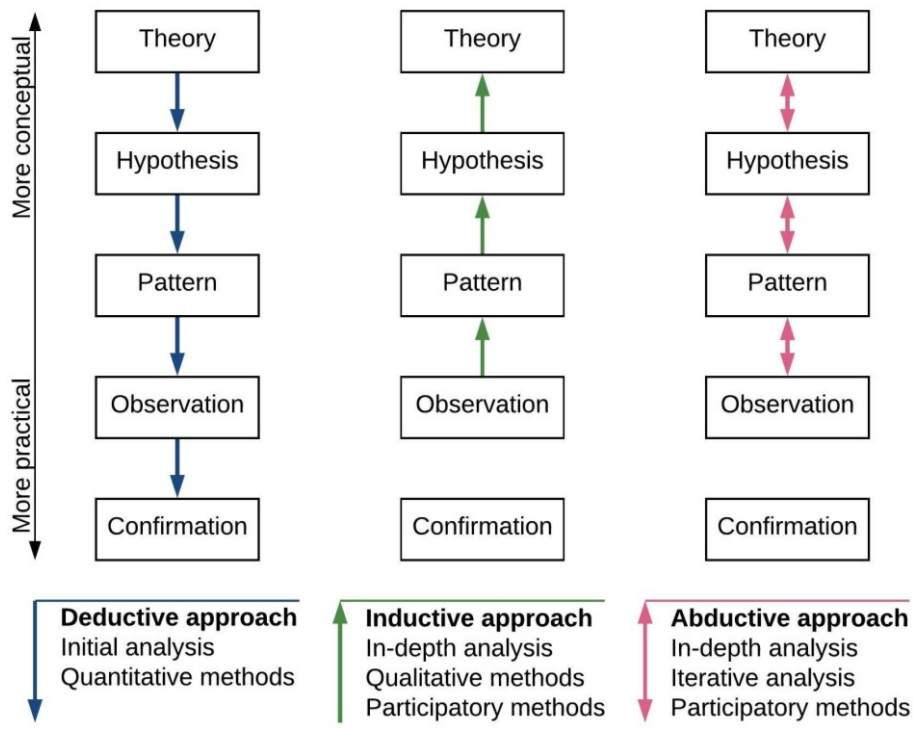 More conceptual
More practical
Theory
Hypothesis
Pattern
Observation
Confirmation
Theory
Hypothesis
Pattern
Observation
Confirmation
Theory
Hypothesis
Pattern
Observation
Confirmation
Deductive approach
Initial analysis
Quantitative methods
Inductive approach
In-depth analysis
Qualitative methods
Participatory methods
Abductive approach
In-depth analysis
Iterative analysis
Participatory methods